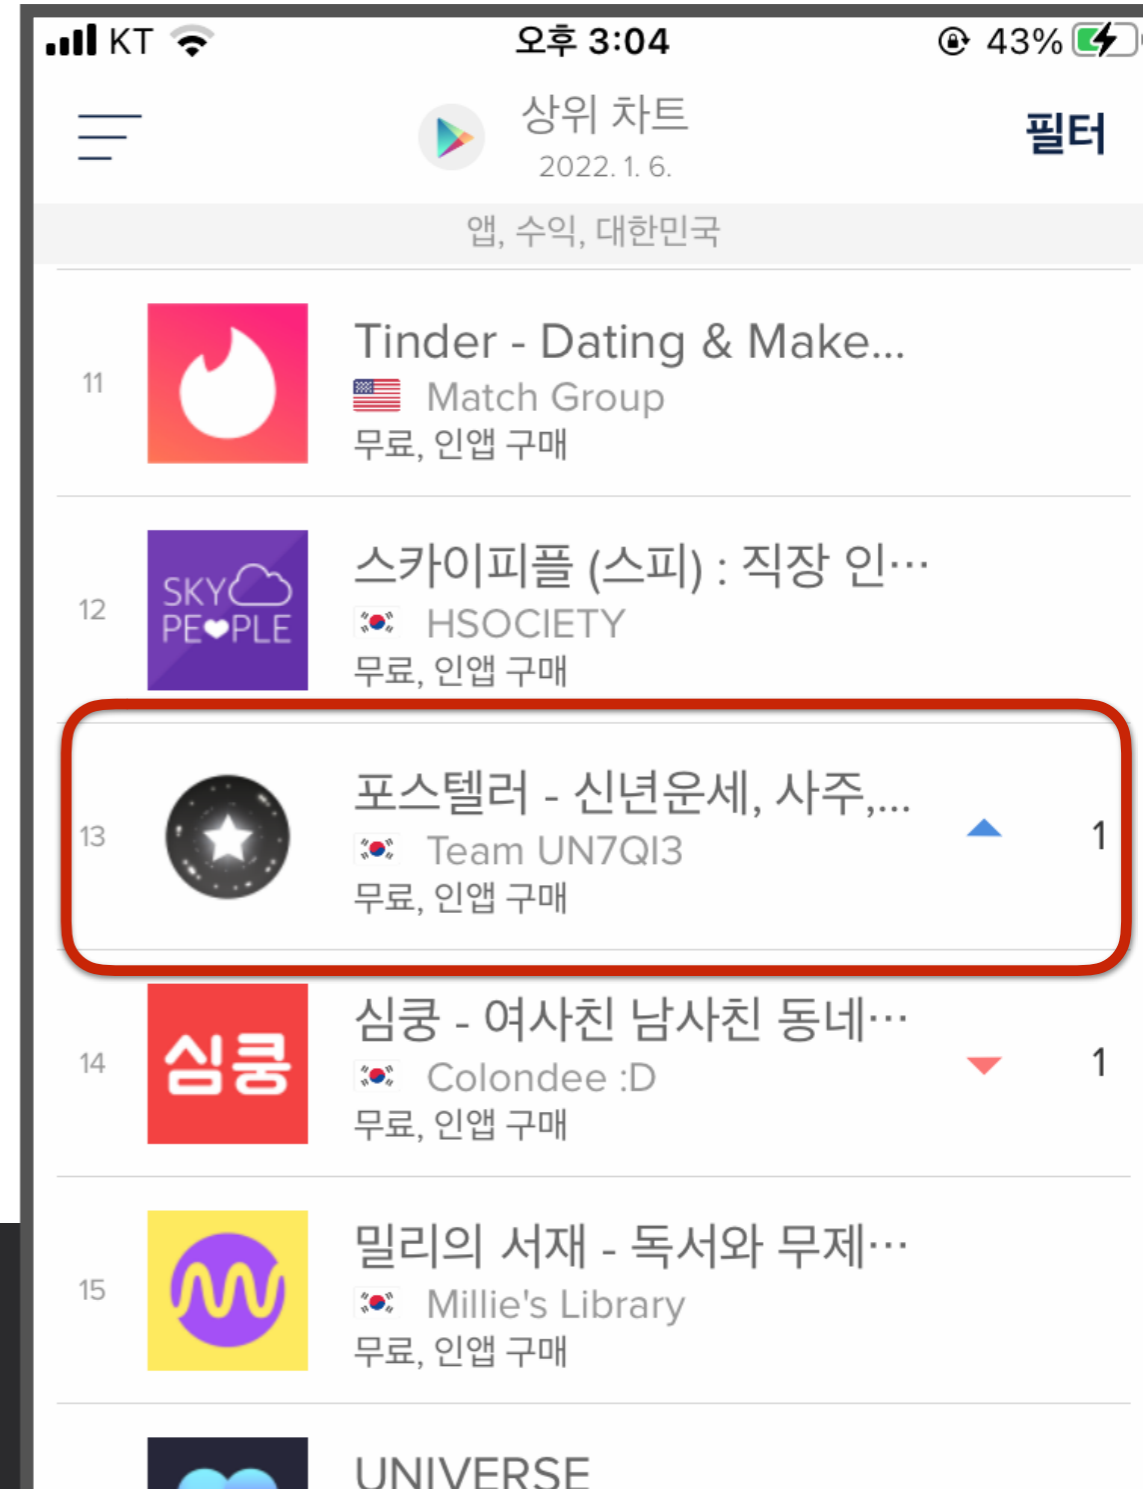 KT 오후 3:04 43%
상위 차트
2022. 1. 6.
필터
앱, 수익, 대한민국
11
Tinder - Dating & Make...
Match Group
무료, 인앱 구매
12
SKY
PE PLE
스카이피플 (스피) : 직장 인…
HSOCIETY
무료, 인앱 구매
13
포스텔러 - 신년운세, 사주,...
Team UN7QI3
무료, 인앱 구매
1
14
심쿵
심쿵 - 여사친 남사친 동네…
Colondee :D
무료, 인앱 구매
1
15
밀리의 서재 - 독서와 무제…
Millie's Library
무료, 인앱 구매
UNIVERSE